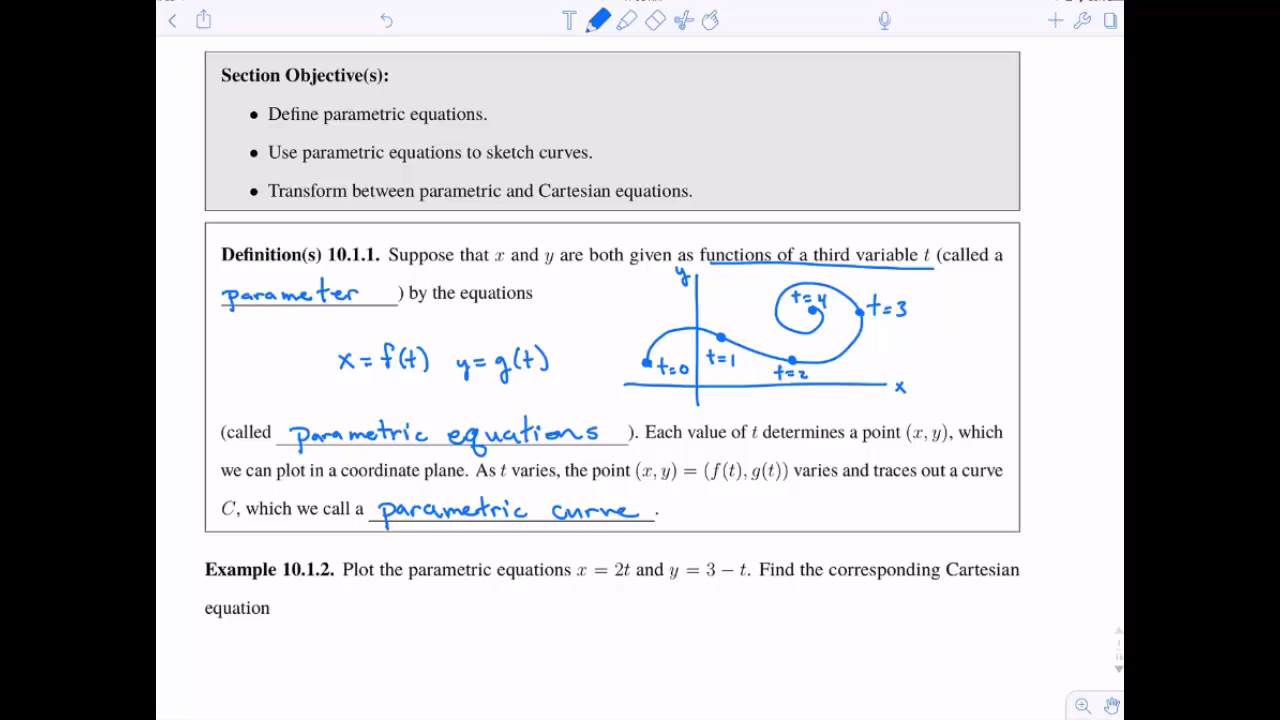 Section Objective(s):
• Define parametric equations.
• Use parametric equations to sketch curves.
• Transform between parametric and Cartesian equations.
Definition(s) 10.1.1. Suppose that x and y are both given as functions of a third variable t (called a
parameter) by the equations
x = f(t) y = g(t)
y
t=4
t=3
t=0
t=1
t=2
x
(called parametric equations). Each value of t determines a point (x, y), which
we can plot in a coordinate plane. As t varies, the point (x, y) = (f(t), g(t)) varies and traces out a curve
C, which we call a parametric curve.
Example 10.1.2. Plot the parametric equations x = 2t and y = 3 − t. Find the corresponding Cartesian
equation